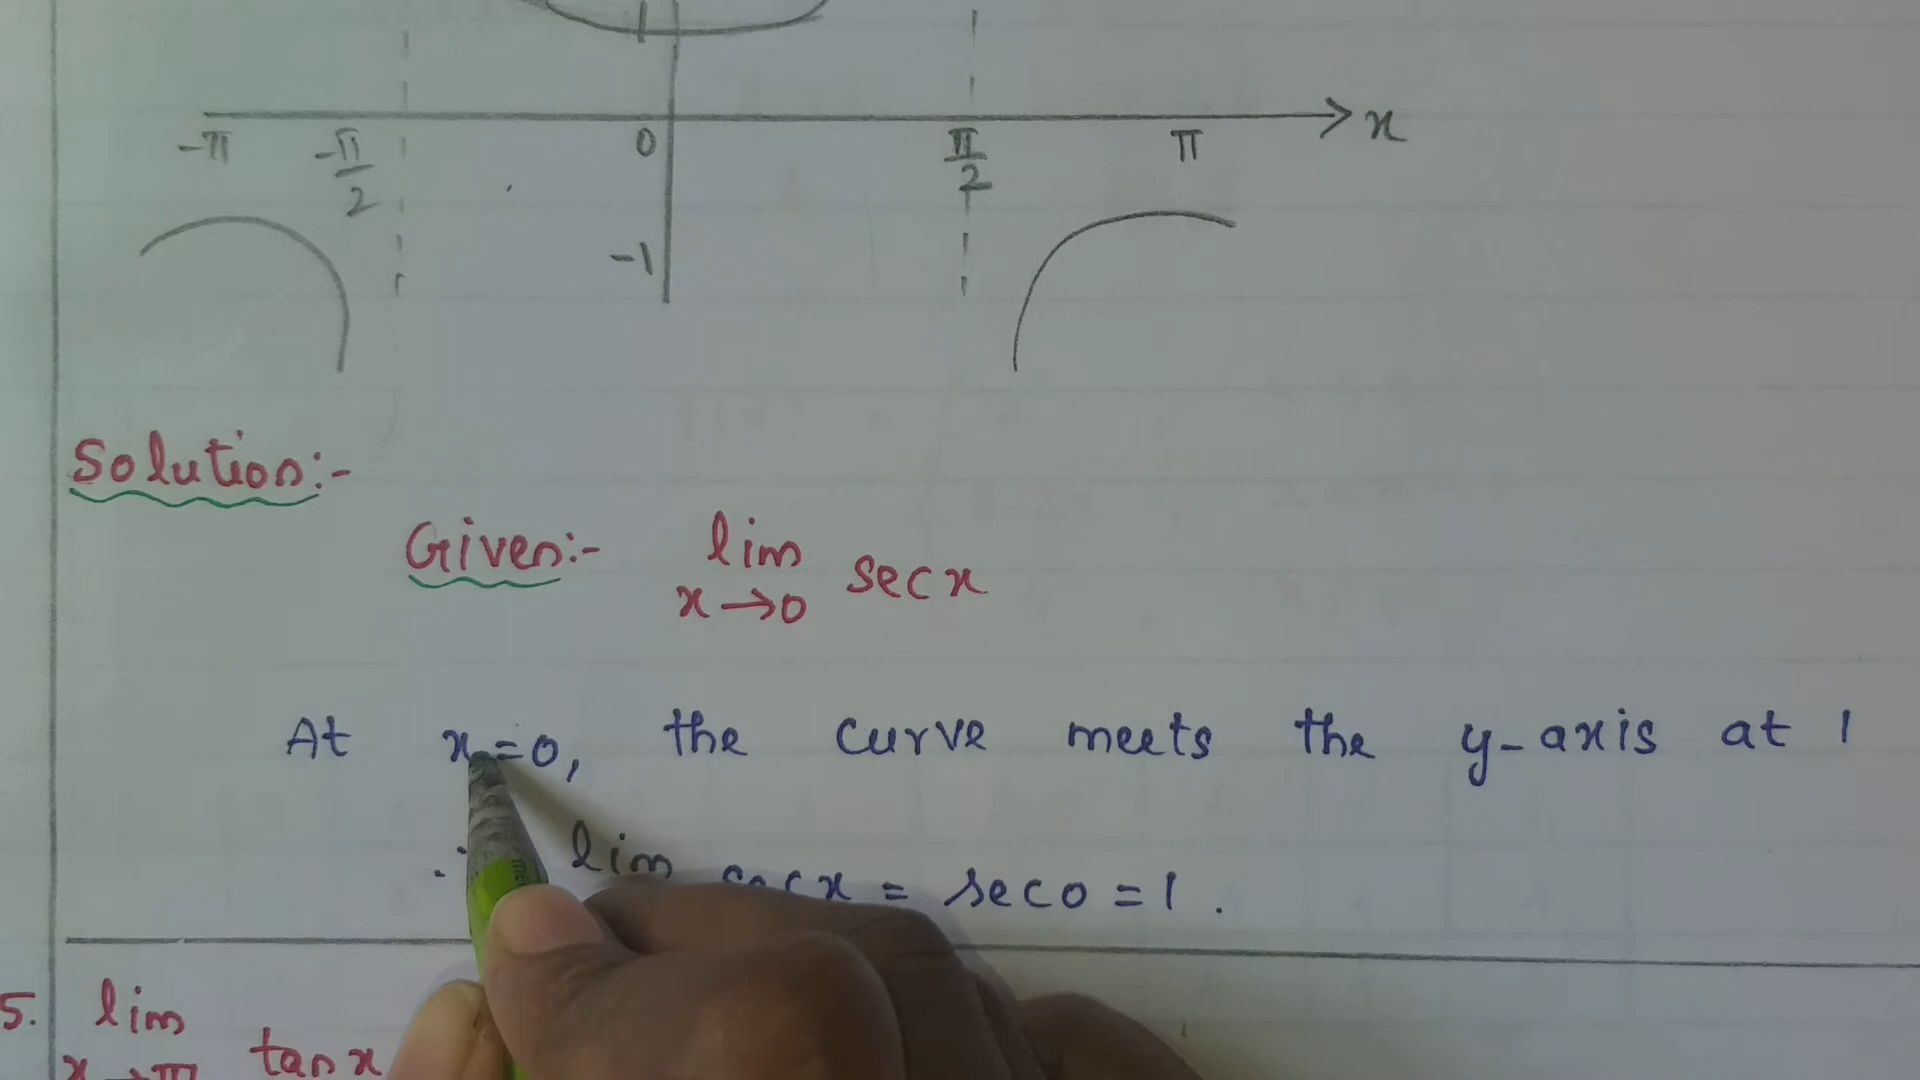 1
-π -π/2 0 π/2 π x
-1
Solution:-
Given:- lim x→0 sec x
At x=0, the curve meets the y-axis at 1
∴ lim sec x = sec 0 = 1.
5. lim x→π tan x